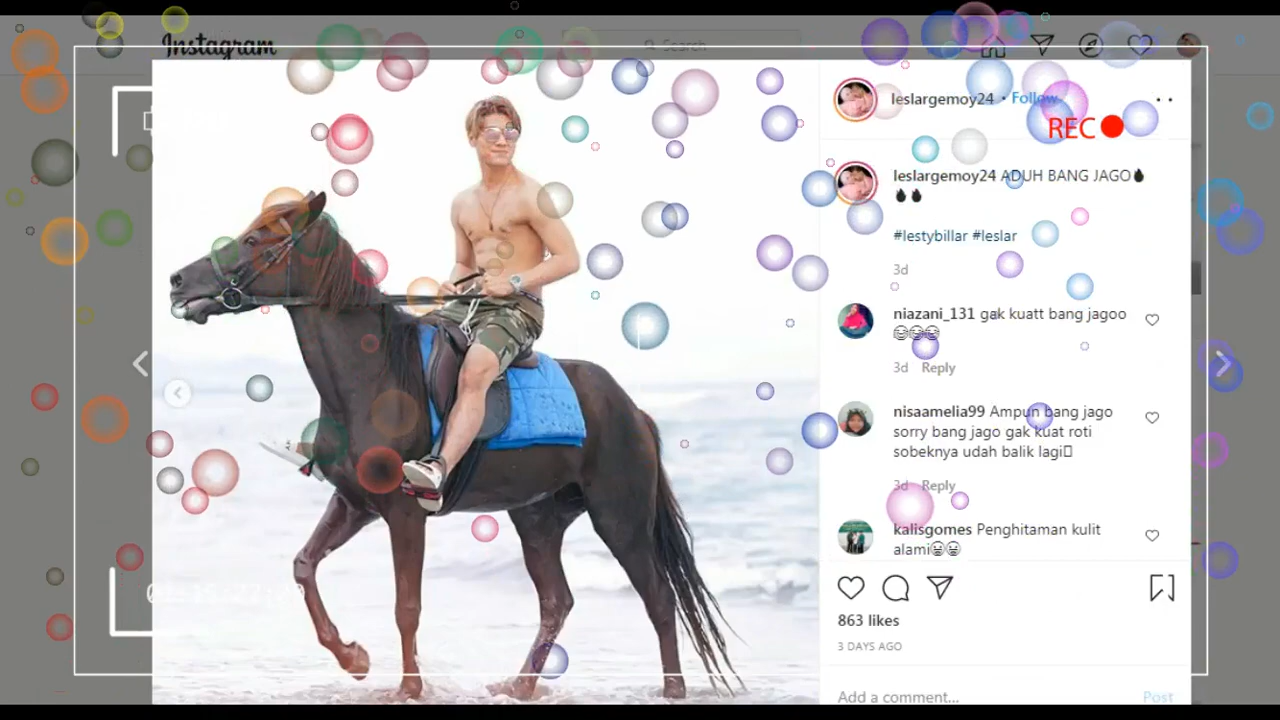 Instagram
Search
leslargemoy24 • Follow
REC
leslargemoy24 ADUH BANG JAGO🔥
🔥🔥
#lestybillar #leslar
3d
niazani_131 gak kuatt bang jagoo
😂😂😂
3d Reply
nisaamelia99 Ampun bang jago
sorry bang jago gak kuat roti
sobeknya udah balik lagi
3d Reply
kalisgomes Penghitaman kulit
alami😂😂
863 likes
3 DAYS AGO
Add a comment...
Post